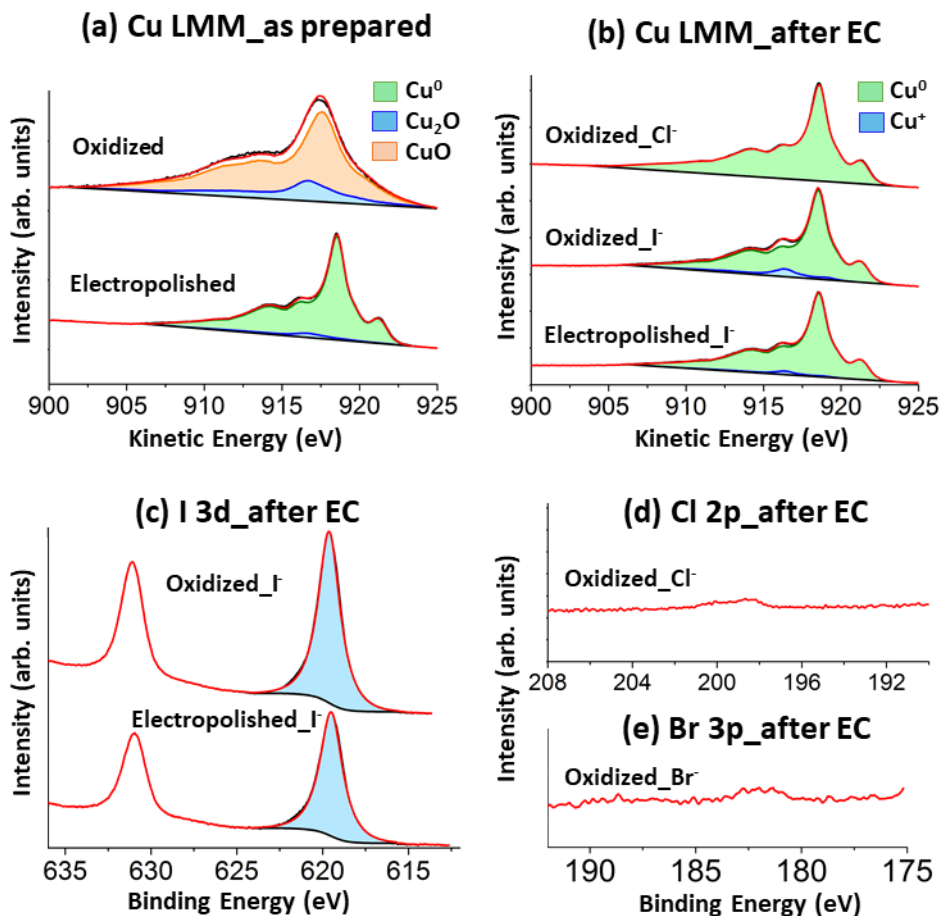 (a) Cu LMM_as prepared
Cu⁰
Cu₂O
CuO
Oxidized
Electropolished
Intensity (arb. units)
900 905 910 915 920 925
Kinetic Energy (eV)
(b) Cu LMM_after EC
Cu⁰
Cu⁺
Oxidized_Cl⁻
Oxidized_I⁻
Electropolished_I⁻
Intensity (arb. units)
900 905 910 915 920 925
Kinetic Energy (eV)
(c) I 3d_after EC
Oxidized_I⁻
Electropolished_I⁻
Intensity (arb. units)
635 630 625 620 615
Binding Energy (eV)
(d) Cl 2p_after EC
Oxidized_Cl⁻
208 204 200 196 192
(e) Br 3p_after EC
Oxidized_Br⁻
Intensity (arb. units)
190 185 180 175
Binding Energy (eV)